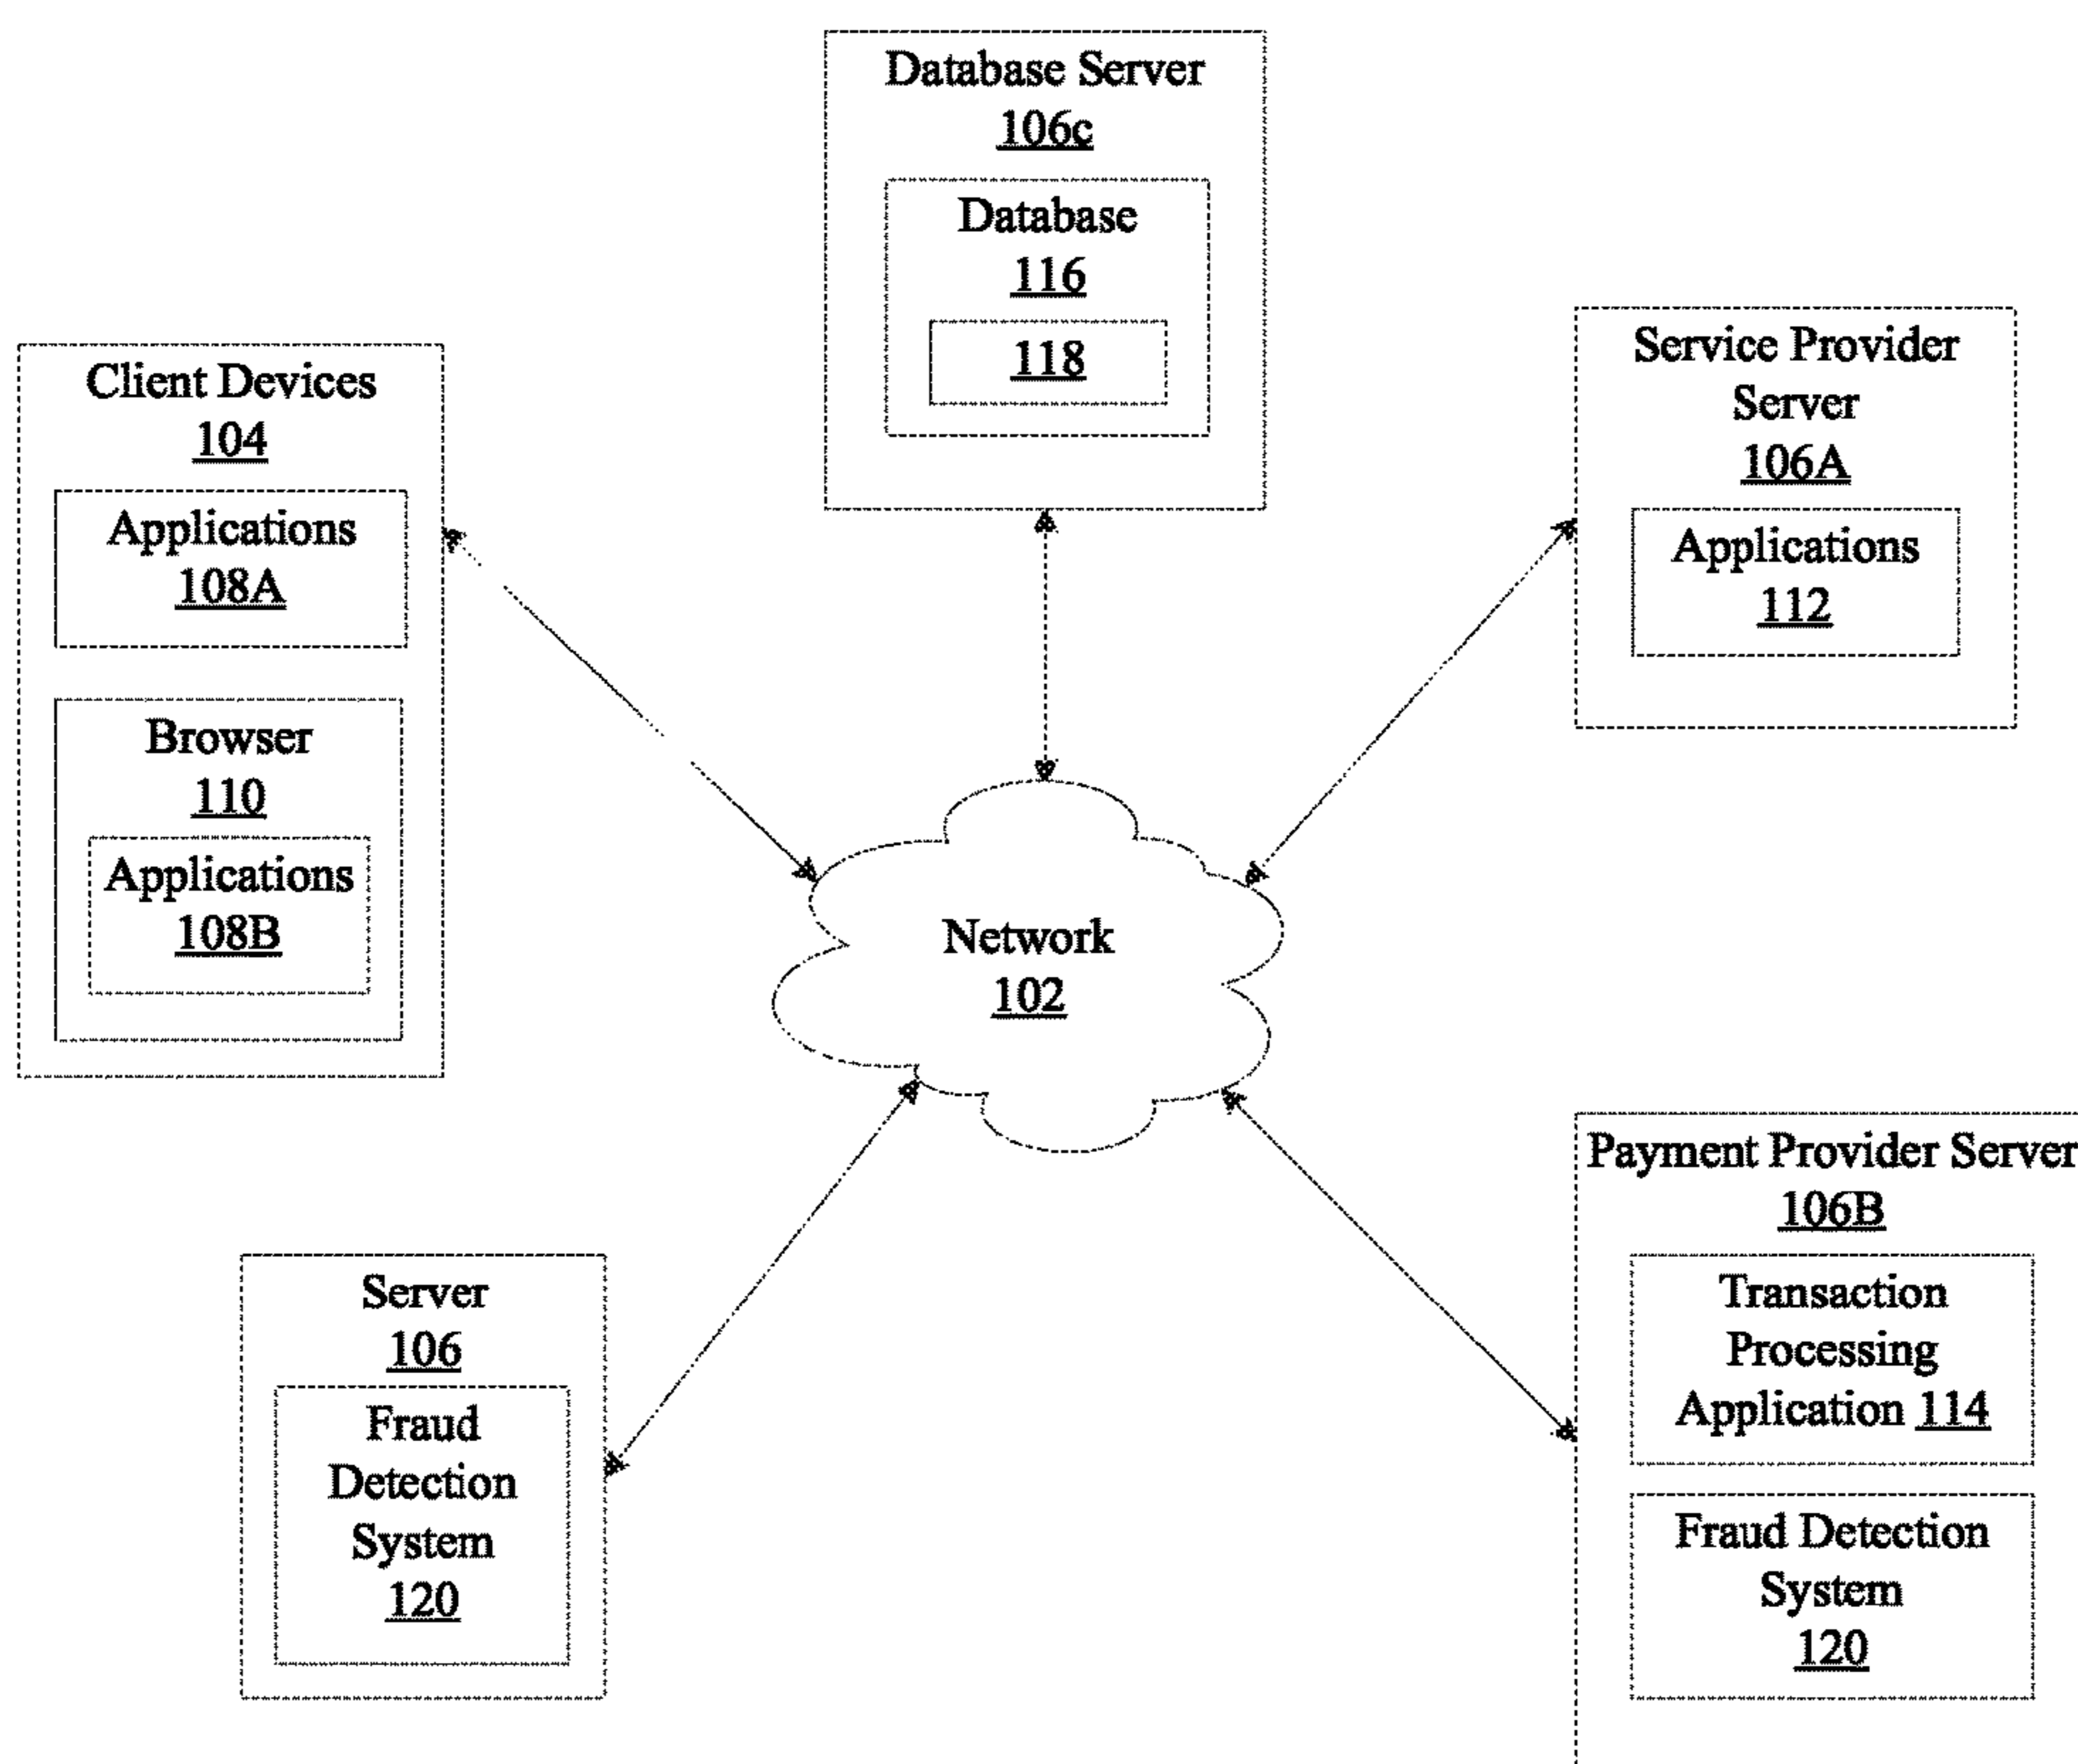 Database Server
106c
Database
116
118
Client Devices
104
Applications
108A
Browser
110
Applications
108B
Service Provider
Server
106A
Applications
112
Network
102
Server
106
Fraud
Detection
System
120
Payment Provider Server
106B
Transaction
Processing
Application 114
Fraud Detection
System
120